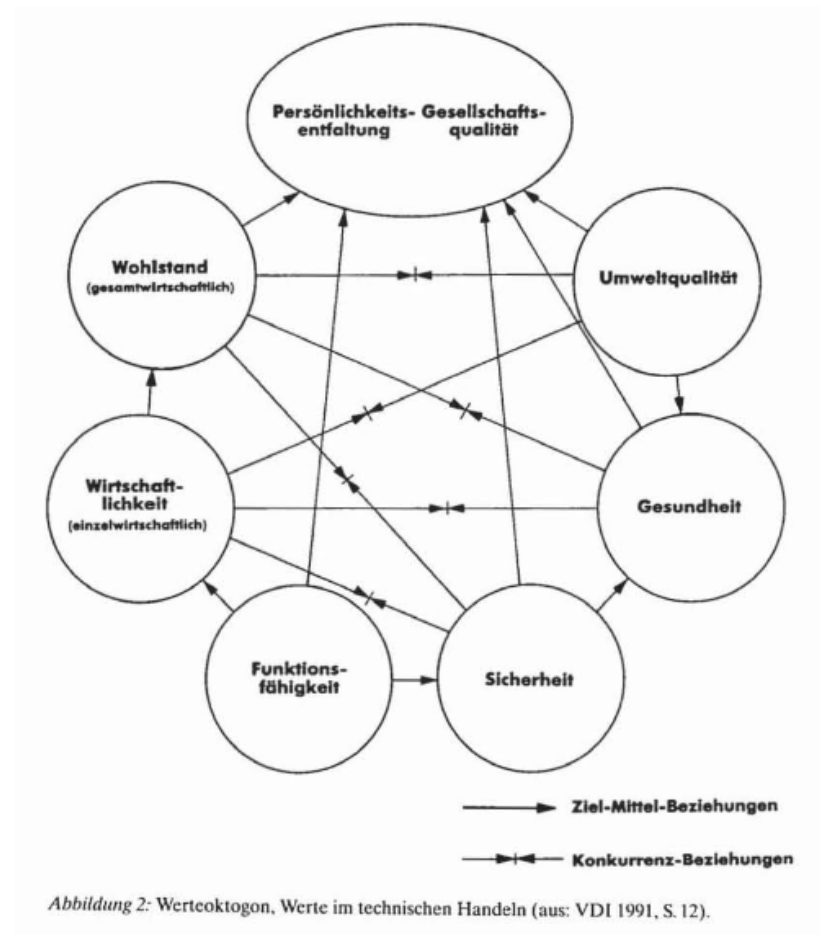 Persönlichkeits- Gesellschafts-
entfaltung qualität
Wohlstand
(gesamtwirtschaftlich)
Umweltqualität
Wirtschaft-
lichkeit
(einzelwirtschaftlich)
Gesundheit
Funktions-
fähigkeit
Sicherheit
Ziel-Mittel-Beziehungen
Konkurrenz-Beziehungen
Abbildung 2: Werteoktogon, Werte im technischen Handeln (aus: VDI 1991, S. 12).